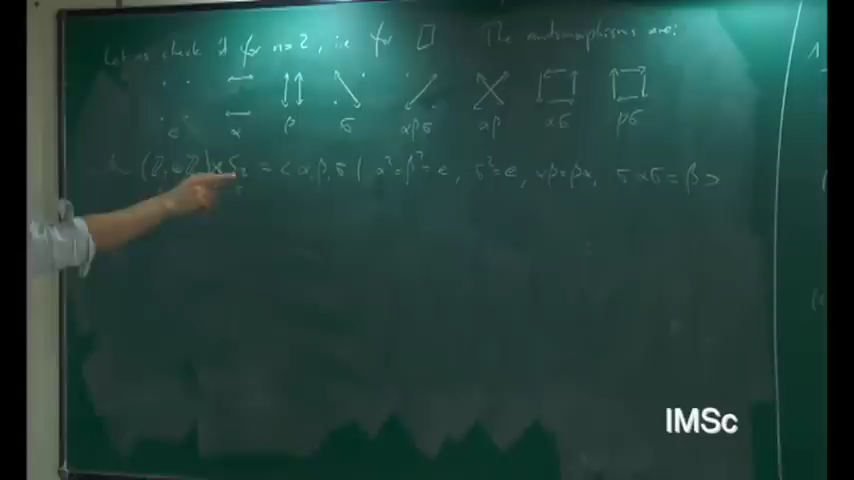 Let us check it for n=2, i.e for □ The automorphisms are:
e α β σ αβσ αβ ασ βσ
(Z₂⊕Z₂)⋊S₂ = < α, β, σ | α²=β²=e, σ²=e, αβ=βα, σασ=β >
IMSc